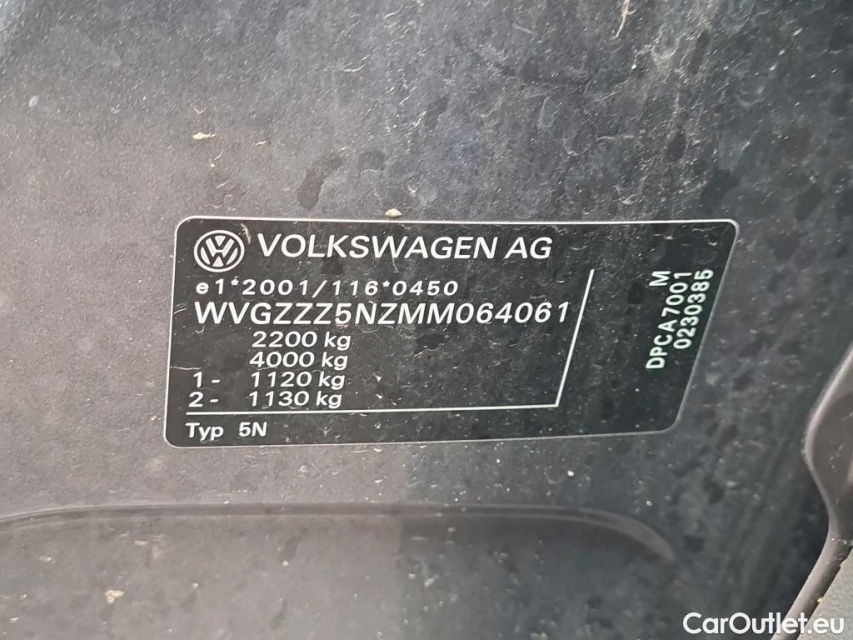 VOLKSWAGEN AG
e1*2001/116*0450
WVGZZZ5NZMM064061
2200 kg
4000 kg
1- 1120 kg
2- 1130 kg
Typ 5N
M
DPCA7001
0230385
CarOutlet.eu